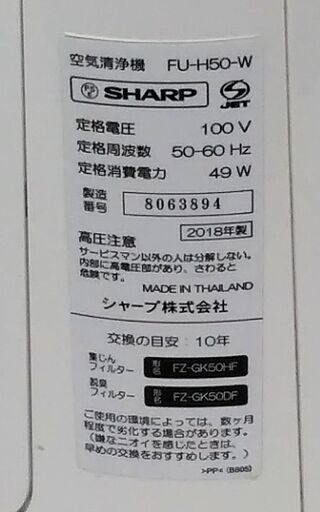 空気清浄機 FU-H50-W
PS E SHARP S JET
定格電圧 100 V
定格周波数 50-60 Hz
定格消費電力 49 W
製造番号 8063894
高圧注意 2018年製
サービスマン以外の人は分解しない。
内部に高電圧部があり、さわると
危険です。
MADE IN THAILAND
シャープ株式会社
交換の目安：10年
集じんフィルター 形名 FZ-GK50HF
脱臭フィルター 形名 FZ-GK50DF
ご使用の環境によっては、数ヶ月
程度で劣化する場合があります。
(嫌なニオイを感じたときは、
早めの交換をおすすめします。)
>PP< (B805)